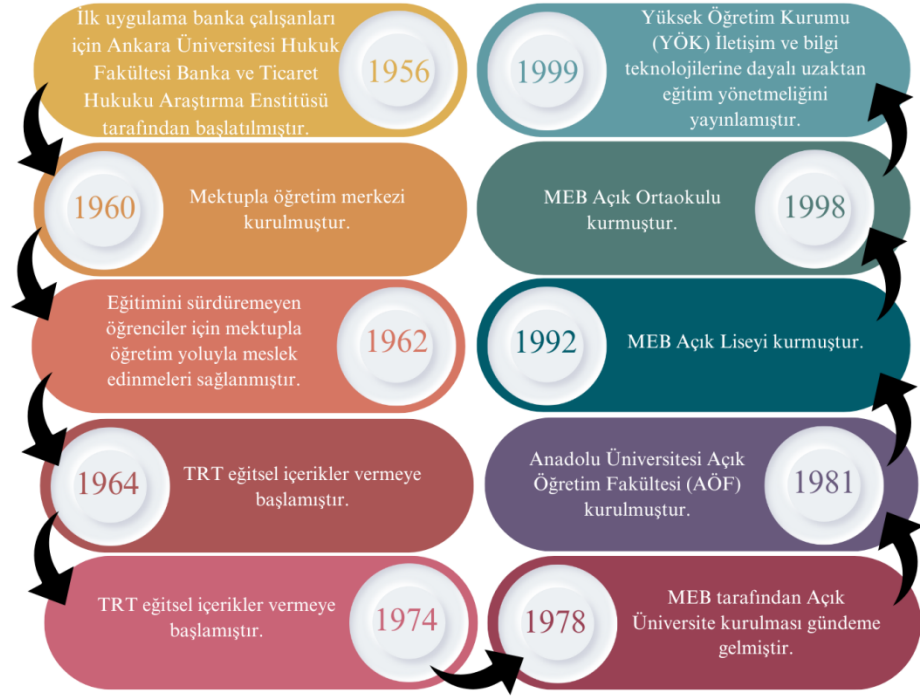 İlk uygulama banka çalışanları
için Ankara Üniversitesi Hukuk
Fakültesi Banka ve Ticaret
Hukuku Araştırma Enstitüsü
tarafından başlatılmıştır.
1956
1960
Mektupla öğretim merkezi
kurulmuştur.
Eğitimini sürdüremeyen
öğrenciler için mektupla
öğretim yoluyla meslek
edinmeleri sağlanmıştır.
1962
1964
TRT eğitsel içerikler vermeye
başlamıştır.
TRT eğitsel içerikler vermeye
başlamıştır.
1974
1978
MEB tarafından Açık
Üniversite kurulması gündeme
gelmiştir.
Anadolu Üniversitesi Açık
Öğretim Fakültesi (AÖF)
kurulmuştur.
1981
1992
MEB Açık Liseyi kurmuştur.
MEB Açık Ortaokulu
kurmuştur.
1998
1999
Yüksek Öğretim Kurumu
(YÖK) İletişim ve bilgi
teknolojilerine dayalı uzaktan
eğitim yönetmeliğini
yayınlamıştır.